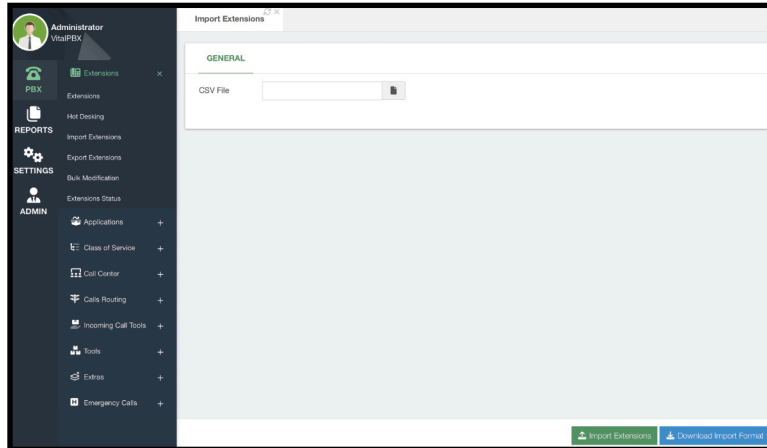 Administrator
VitalPBX
PBX
REPORTS
SETTINGS
ADMIN
Extensions
Extensions
Hot Desking
Import Extensions
Export Extensions
Bulk Modification
Extensions Status
Applications
Class of Service
Call Center
Calls Routing
Incoming Call Tools
Tools
Extras
Emergency Calls
Import Extensions
GENERAL
CSV File
Import Extensions
Download Import Format